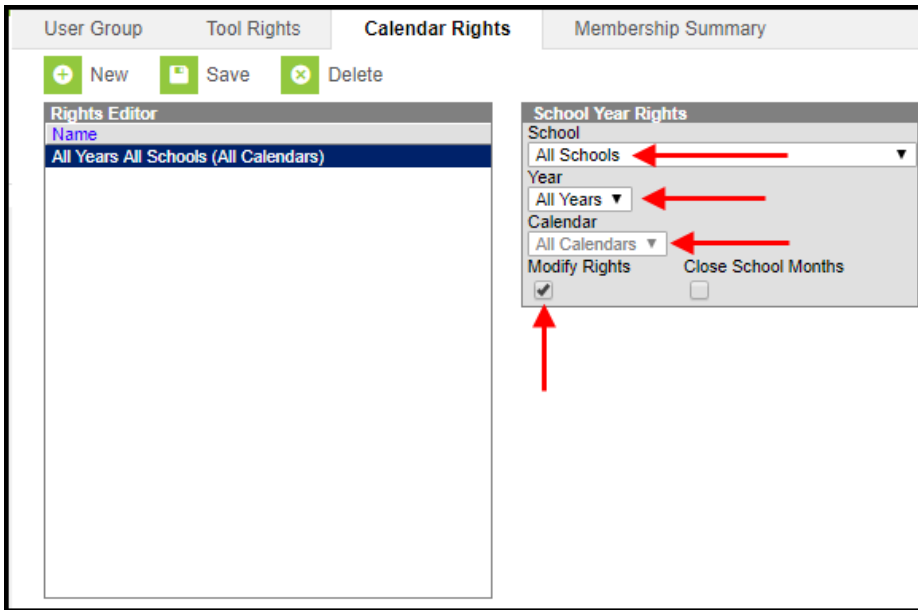 User Group Tool Rights Calendar Rights Membership Summary
New Save Delete
Rights Editor
Name
All Years All Schools (All Calendars)
School Year Rights
School
All Schools
Year
All Years
Calendar
All Calendars
Modify Rights Close School Months